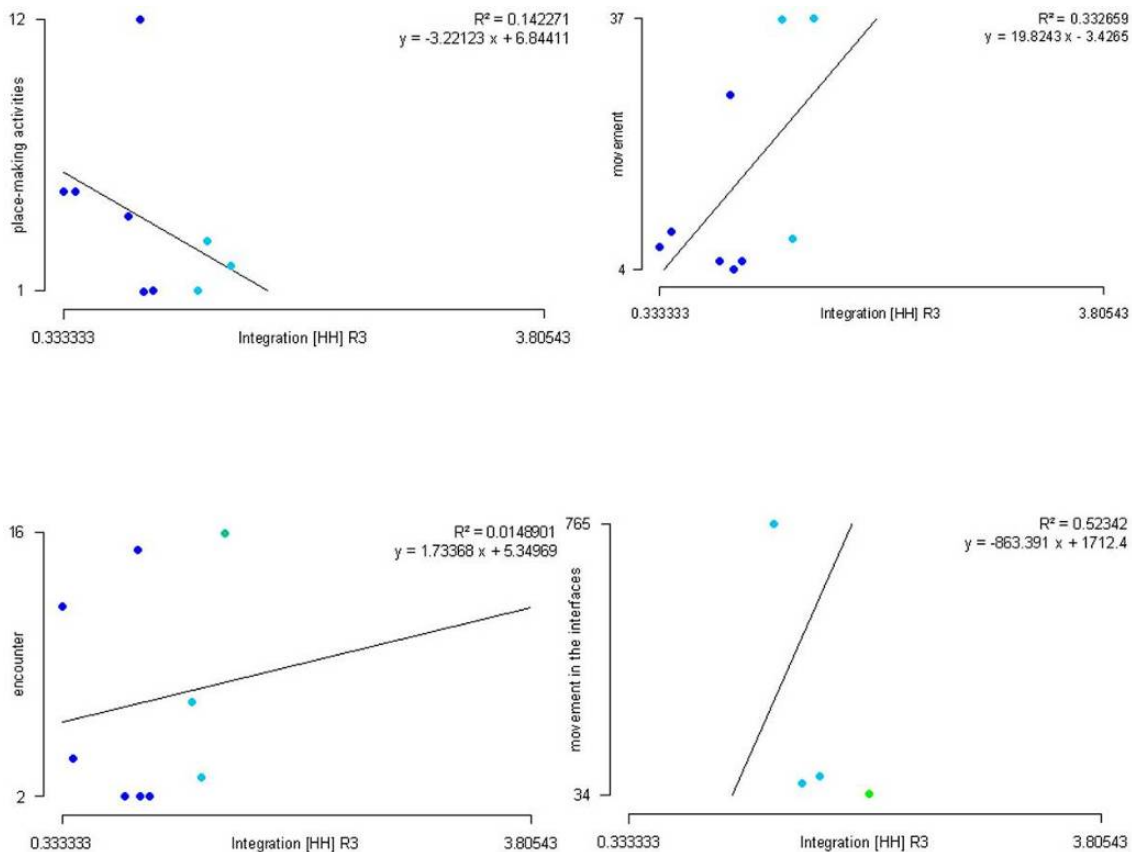 12
R² = 0.142271
y = -3.22123 x + 6.84411
place-making activities
1
0.333333
Integration [HH] R3
3.80543
37
R² = 0.332659
y = 19.8243 x - 3.4265
movement
4
0.333333
Integration [HH] R3
3.80543
16
R² = 0.0148901
y = 1.73368 x + 5.34969
encounter
2
0.333333
Integration [HH] R3
3.80543
765
R² = 0.52342
y = -863.391 x + 1712.4
movement in the interfaces
34
0.333333
Integration [HH] R3
3.80543